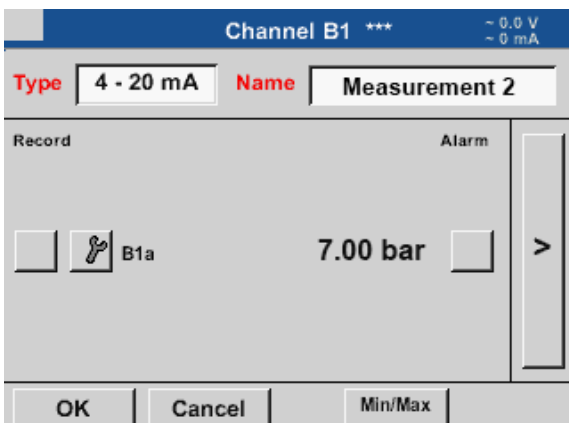 Channel B1 *** ~ 0.0 V
~ 0 mA
Type 4 - 20 mA Name Measurement 2
Record Alarm
B1a 7.00 bar >
OK Cancel Min/Max